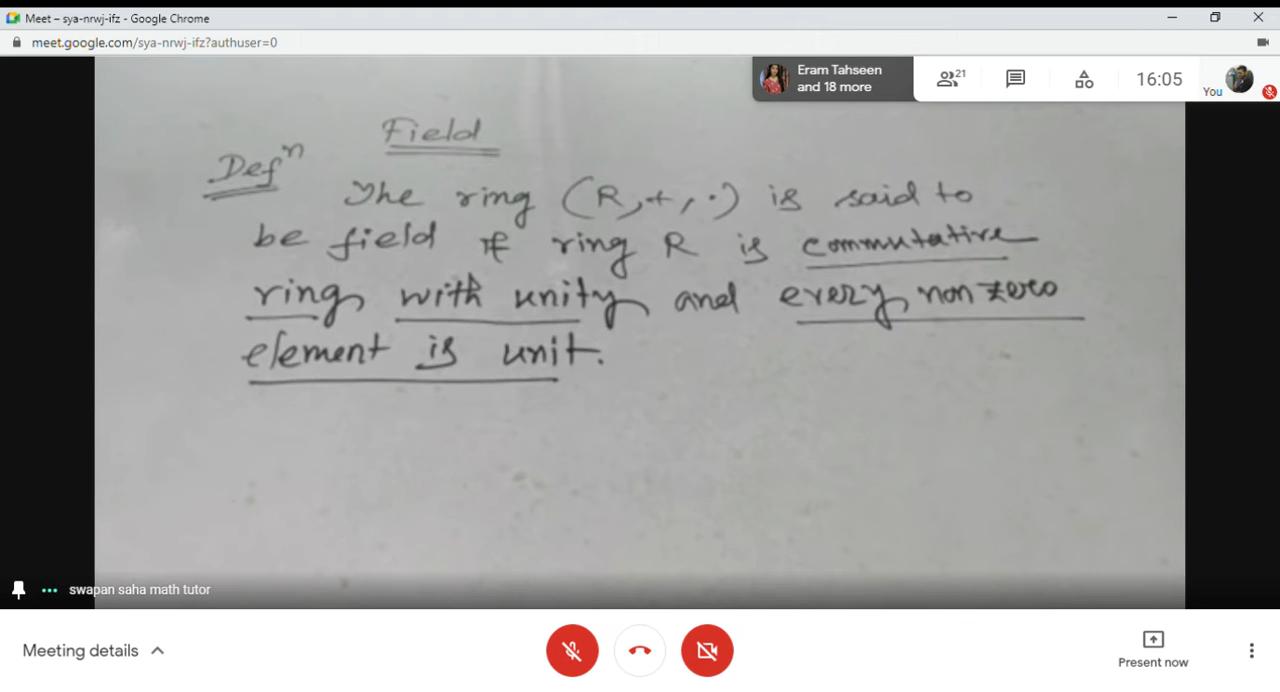 Meet – sya-nrwj-ifz - Google Chrome
meet.google.com/sya-nrwj-ifz?authuser=0
Eram Tahseen
and 18 more
21
16:05
You
Field
Defⁿ
The ring (R,+,·) is said to
be field if ring R is commutative
ring with unity and every non zero
element is unit.
swapan saha math tutor
Meeting details
Present now